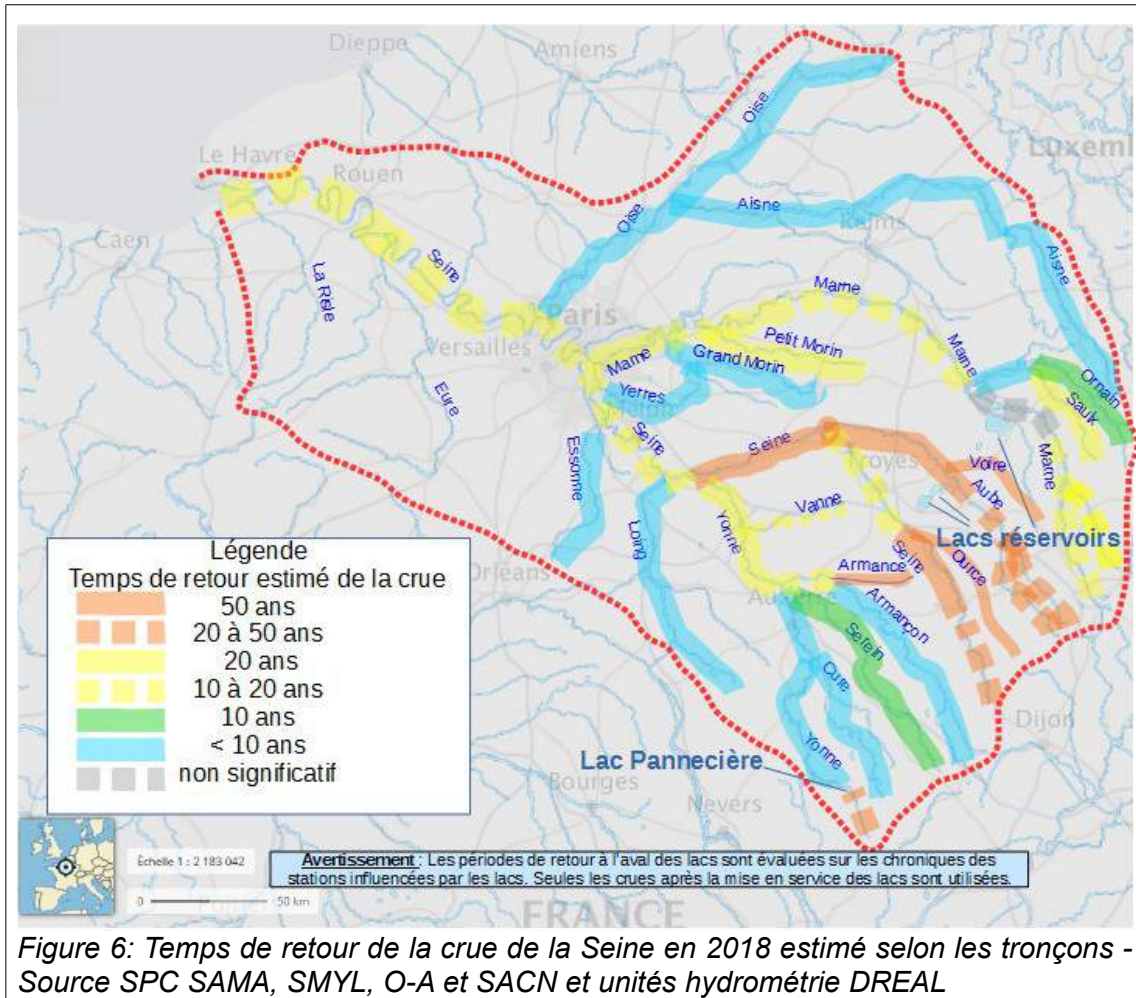 Dieppe
Amiens
Oise
Luxeml
Le Havre
Rouen
Oise
Aisne
Reims
Caen
Aisne
La Risle
Seine
Marne
Paris
Versailles
Marne
Petit Morin
Grand Morin
Marne
Ornain
Saulx
Eure
Yerres
Melun
Seine
Essonne
Seine
Troyes
Voire
Marne
Aube
Loing
Yonne
Vanne
Lacs réservoirs
Seine
Ource
Armance
Orléans
Auxerre
Armançon
Serein
Cure
Yonne
Dijon
Lac Pannecière
Bourges
Nevers
Légende
Temps de retour estimé de la crue
50 ans
20 à 50 ans
20 ans
10 à 20 ans
10 ans
< 10 ans
non significatif
Échelle 1 : 2 183 042
0 50 km
Avertissement : Les périodes de retour à l'aval des lacs sont évaluées sur les chroniques des
stations influencées par les lacs. Seules les crues après la mise en service des lacs sont utilisées.
FRANCE
Figure 6: Temps de retour de la crue de la Seine en 2018 estimé selon les tronçons -
Source SPC SAMA, SMYL, O-A et SACN et unités hydrométrie DREAL